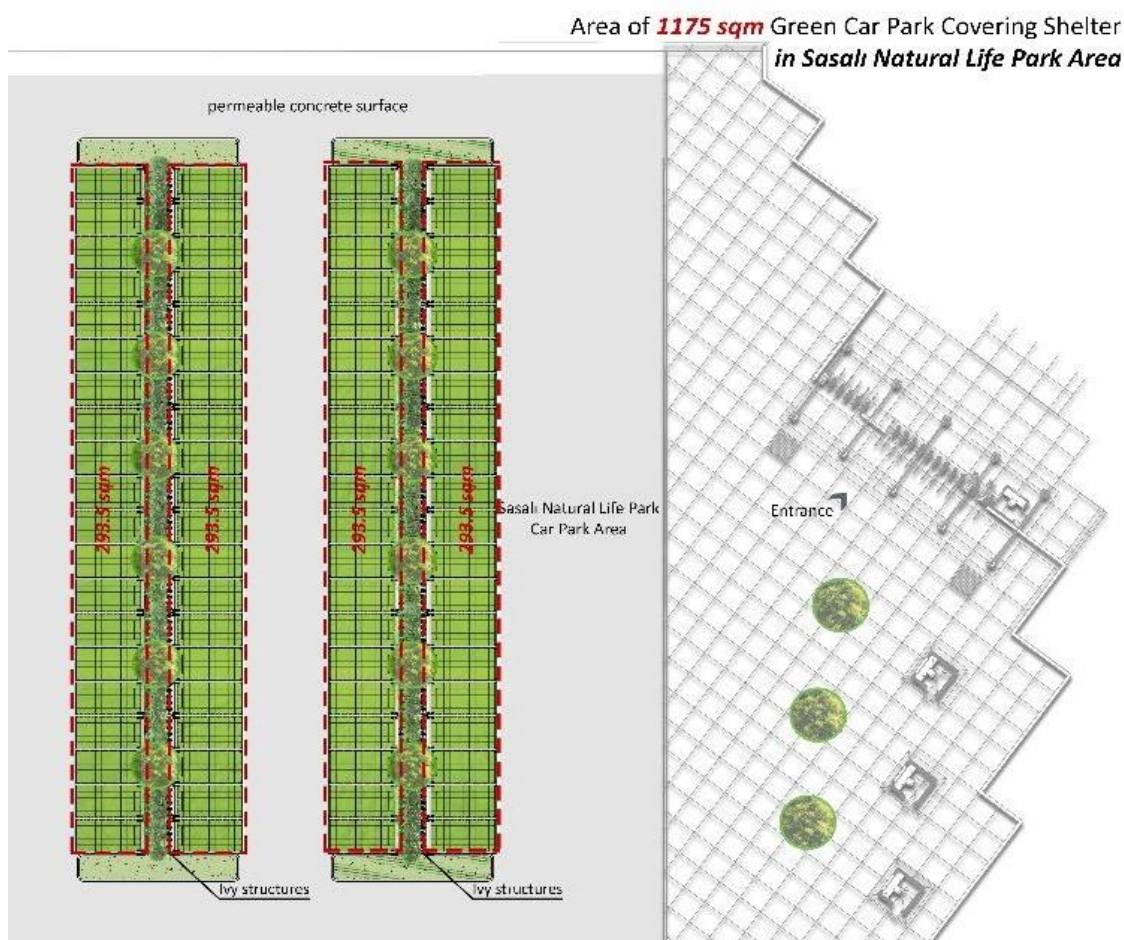 Area of 1175 sqm Green Car Park Covering Shelter
in Sasalı Natural Life Park Area
permeable concrete surface
293.5 sqm
293.5 sqm
293.5 sqm
293.5 sqm
Sasalı Natural Life Park
Car Park Area
Entrance
Ivy structures
Ivy structures